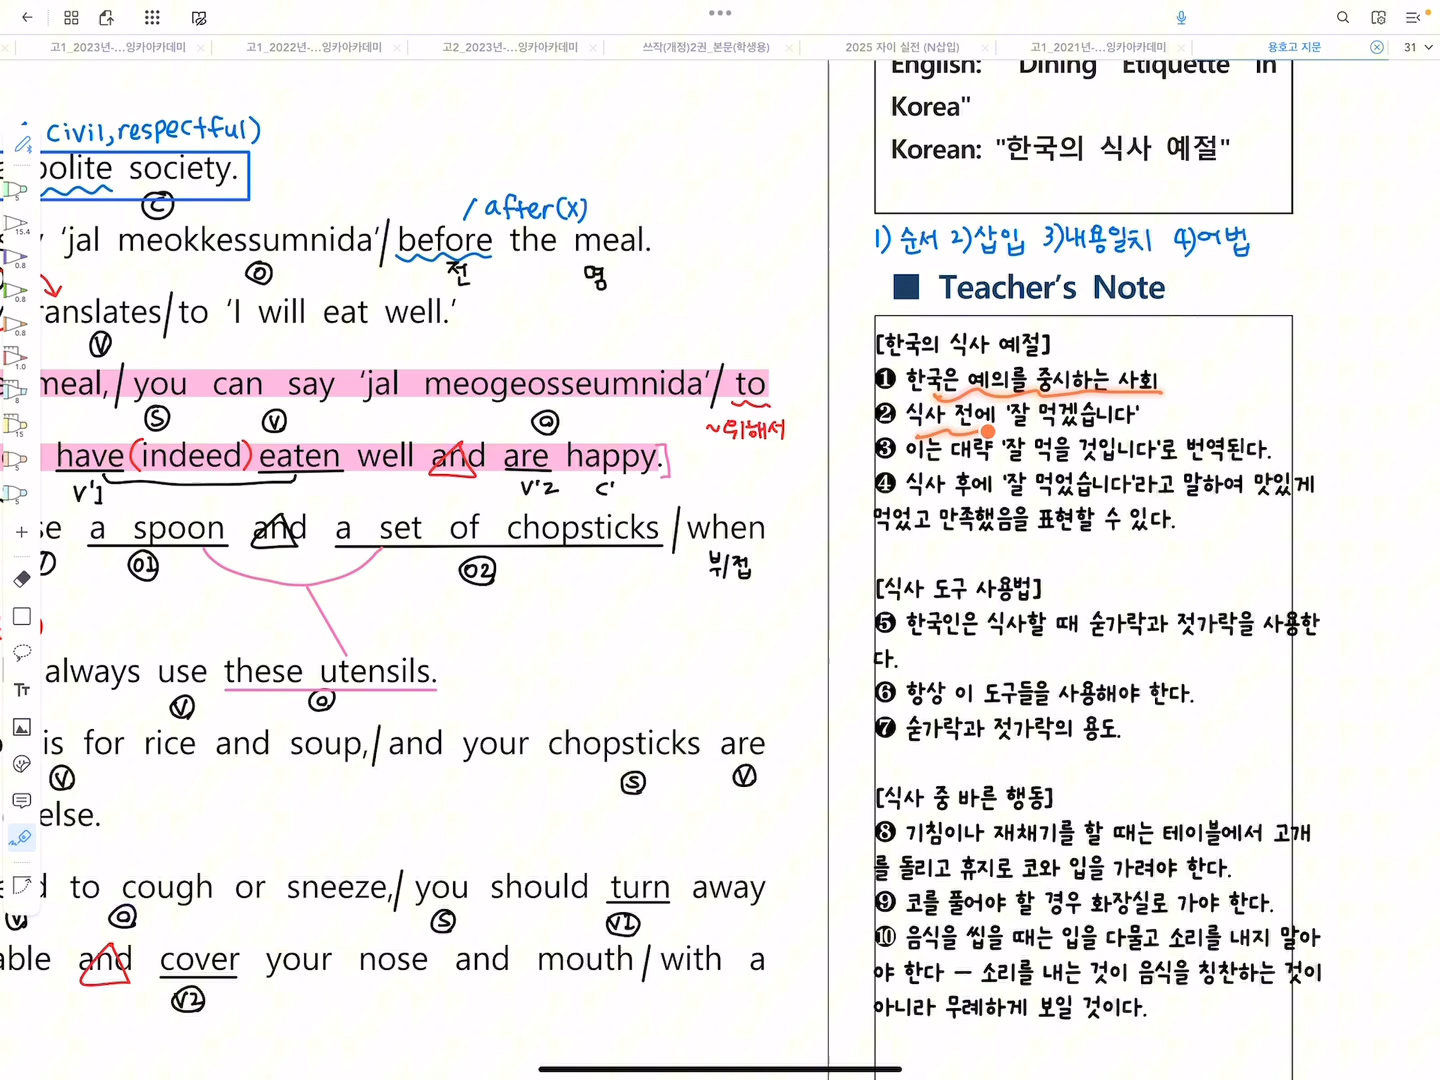 고1_2023년-...잉카아카데미
고1_2022년-...잉카아카데미
고2_2023년-...잉카아카데미
쓰작(개정)2권_본문(학생용)
2025 자이 실전 (N삽입)
고1_2021년-...잉카아카데미
용호고 지문
31
civil, respectful)
polite society.
C
/ after(x)
'jal meokkessumnida'/ before the meal.
O 전 명
ranslates/ to 'I will eat well.'
V
meal,/ you can say 'jal meogeosseumnida'/ to
S V O ~위해서
have (indeed) eaten well and are happy.]
V'1 V'2 C'
se a spoon and a set of chopsticks / when
O1 O2 부/접
always use these utensils.
V O
is for rice and soup,/ and your chopsticks are
V S V
else.
d to cough or sneeze,/ you should turn away
V O S V1
able and cover your nose and mouth / with a
V2
English: "Dining Etiquette in
Korea"
Korean: "한국의 식사 예절"
1) 순서 2) 삽입 3) 내용일치 4) 어법
■ Teacher's Note
[한국의 식사 예절]
❶ 한국은 예의를 중시하는 사회
❷ 식사 전에 '잘 먹겠습니다'
❸ 이는 대략 '잘 먹을 것입니다'로 번역된다.
❹ 식사 후에 '잘 먹었습니다'라고 말하여 맛있게
먹었고 만족했음을 표현할 수 있다.
[식사 도구 사용법]
❺ 한국인은 식사할 때 숟가락과 젓가락을 사용한
다.
❻ 항상 이 도구들을 사용해야 한다.
❼ 숟가락과 젓가락의 용도.
[식사 중 바른 행동]
❽ 기침이나 재채기를 할 때는 테이블에서 고개
를 돌리고 휴지로 코와 입을 가려야 한다.
❾ 코를 풀어야 할 경우 화장실로 가야 한다.
❿ 음식을 씹을 때는 입을 다물고 소리를 내지 말아
야 한다 – 소리를 내는 것이 음식을 칭찬하는 것이
아니라 무례하게 보일 것이다.